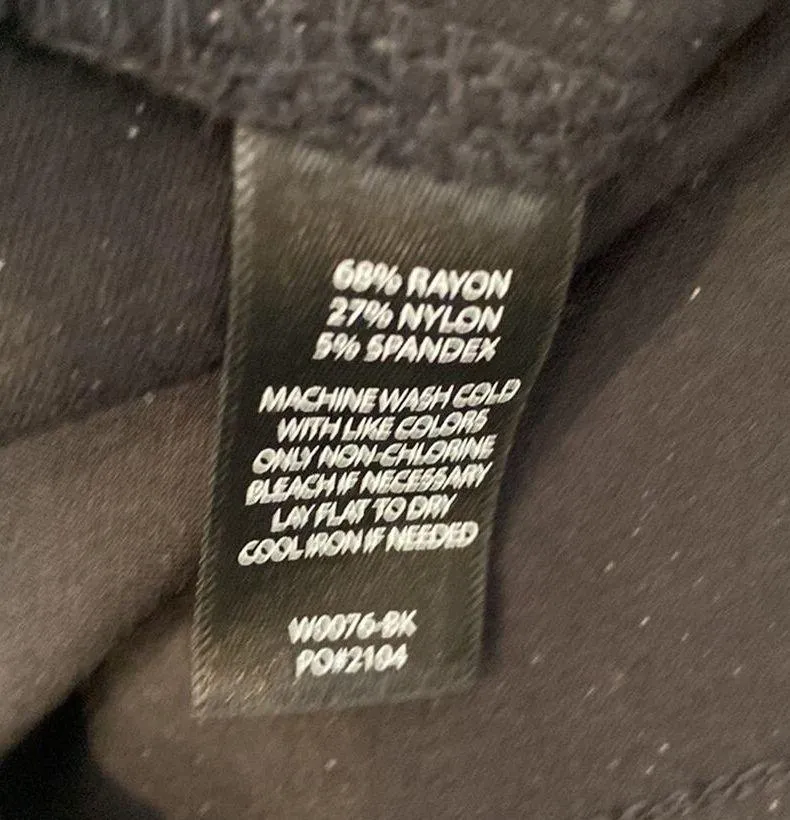 68% RAYON
27% NYLON
5% SPANDEX
MACHINE WASH COLD
WITH LIKE COLORS
ONLY NON-CHLORINE
BLEACH IF NECESSARY
LAY FLAT TO DRY
COOL IRON IF NEEDED
W0076-BK
PO#2104